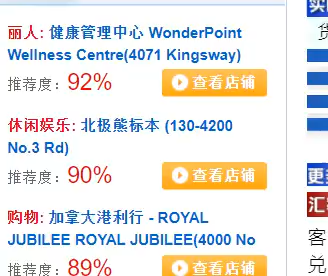 丽人: 健康管理中心 WonderPoint
Wellness Centre(4071 Kingsway)
推荐度: 92%
查看店铺
休闲娱乐: 北极熊标本 (130-4200
No.3 Rd)
推荐度: 90%
查看店铺
购物: 加拿大港利行 - ROYAL
JUBILEE ROYAL JUBILEE(4000 No
推荐度: 89%
查看店铺
更
汇
客
兑